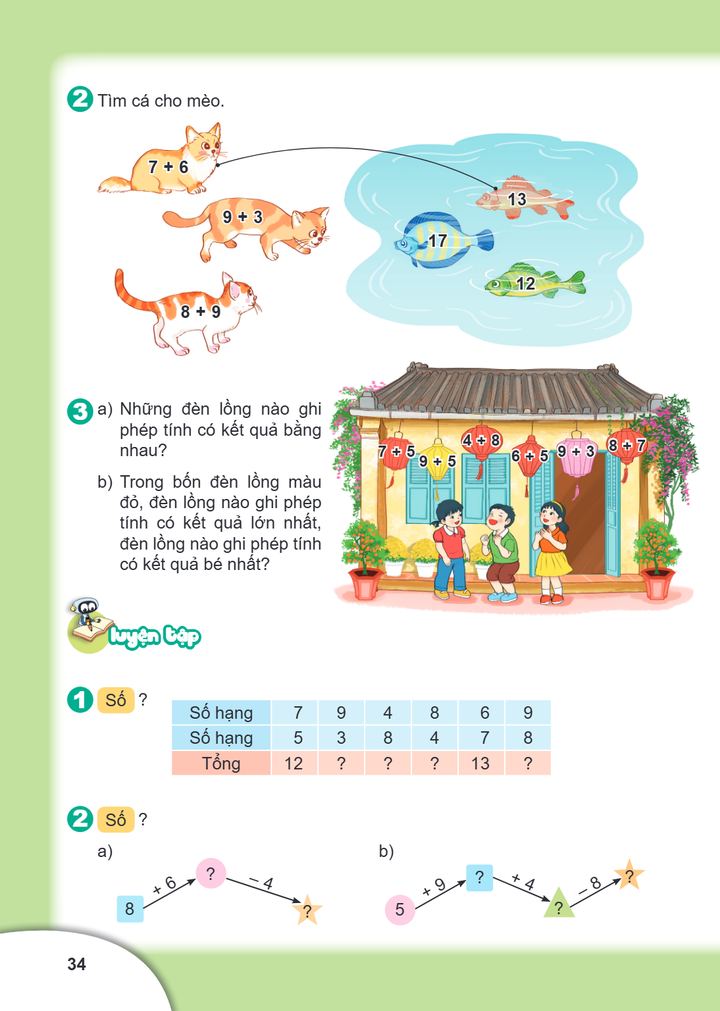 2 Tìm cá cho mèo.
7 + 6
9 + 3
8 + 9
13
17
12
3 a) Những đèn lồng nào ghi
phép tính có kết quả bằng
nhau?
b) Trong bốn đèn lồng màu
đỏ, đèn lồng nào ghi phép
tính có kết quả lớn nhất,
đèn lồng nào ghi phép tính
có kết quả bé nhất?
7 + 5
9 + 5
4 + 8
6 + 5
9 + 3
8 + 7
luyện tập
1 Số ?
Số hạng 7 9 4 8 6 9
Số hạng 5 3 8 4 7 8
Tổng 12 ? ? ? 13 ?
2 Số ?
a)
8 + 6 ? – 4 ?
b)
5 + 9 ? + 4 ? – 8 ?
34